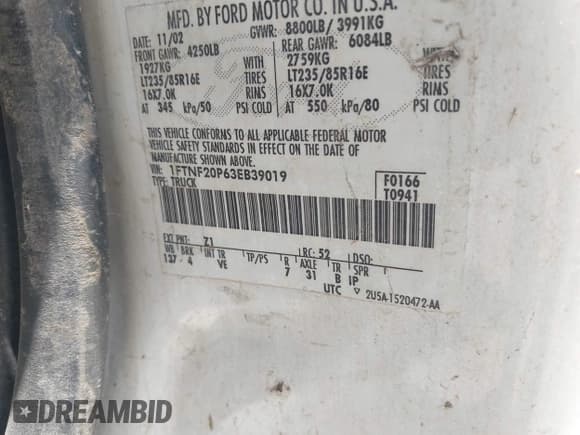 MFD. BY FORD MOTOR CO. IN U.S.A.
DATE: 11/02 GVWR: 8800LB/ 3991KG
FRONT GAWR: 4250LB REAR GAWR: 6084LB
1927KG WITH 2759KG WITH
LT235/85R16E TIRES LT235/85R16E TIRES
16X7.0K RINS 16X7.0K RINS
AT 345 kPa/50 PSI COLD AT 550 kPa/80 PSI COLD
THIS VEHICLE CONFORMS TO ALL APPLICABLE FEDERAL MOTOR
VEHICLE SAFETY STANDARDS IN EFFECT ON THE DATE OF
MANUFACTURE SHOWN ABOVE.
VIN: 1FTNF20P63EB39019
TYPE: TRUCK
F0166
T0941
EXT PNT: Z1 RC: 52 DSO:
WB BRK INT TR TP/PS R AXLE TR SPR
137 4 VE 7 31 B IP
UTC ▽ 2U5A-1520472-AA
DREAMBID